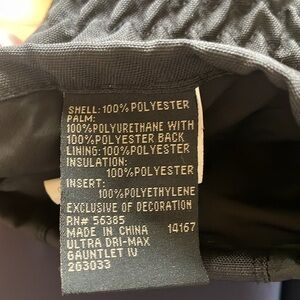 SHELL: 100% POLYESTER
PALM:
100%POLYURETHANE WITH
100%POLYESTER BACK
LINING: 100% POLYESTER
INSULATION:
100% POLYESTER
INSERT:
100%POLYETHYLENE
EXCLUSIVE OF DECORATION
RN# 56385
MADE IN CHINA 14167
ULTRA DRI-MAX
GAUNTLET IV
263033